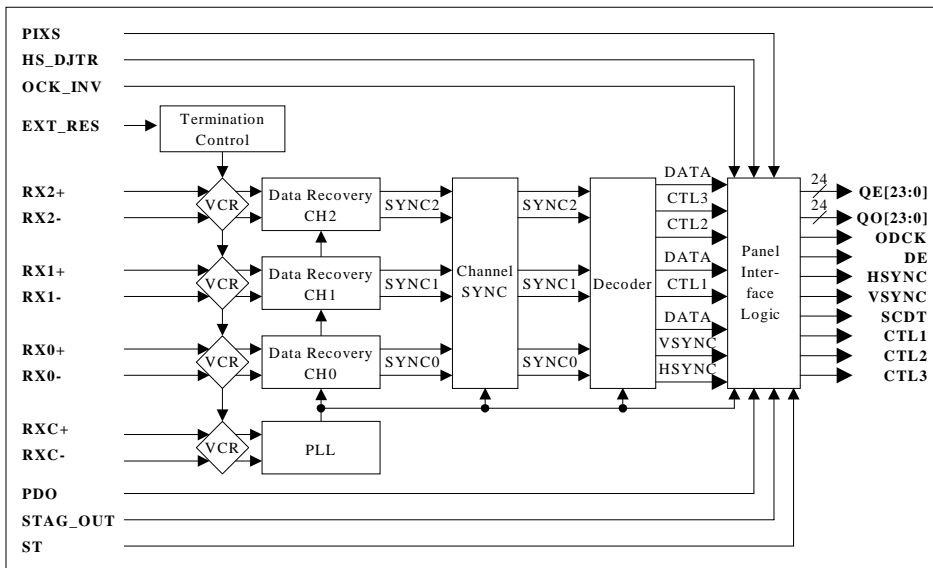 PIXS
HS_DJTR
OCK_INV
EXT_RES
Termination
Control
RX2+
RX2-
VCR
Data Recovery
CH2
SYNC2
RX1+
RX1-
VCR
Data Recovery
CH1
SYNC1
RX0+
RX0-
VCR
Data Recovery
CH0
SYNC0
RXC+
RXC-
VCR
PLL
Channel
SYNC
SYNC2
SYNC1
SYNC0
Decoder
DATA
CTL3
CTL2
DATA
CTL1
DATA
VSYNC
HSYNC
Panel
Inter-
face
Logic
24
QE[23:0]
24
QO[23:0]
ODCK
DE
HSYNC
VSYNC
SCDT
CTL1
CTL2
CTL3
PDO
STAG_OUT
ST